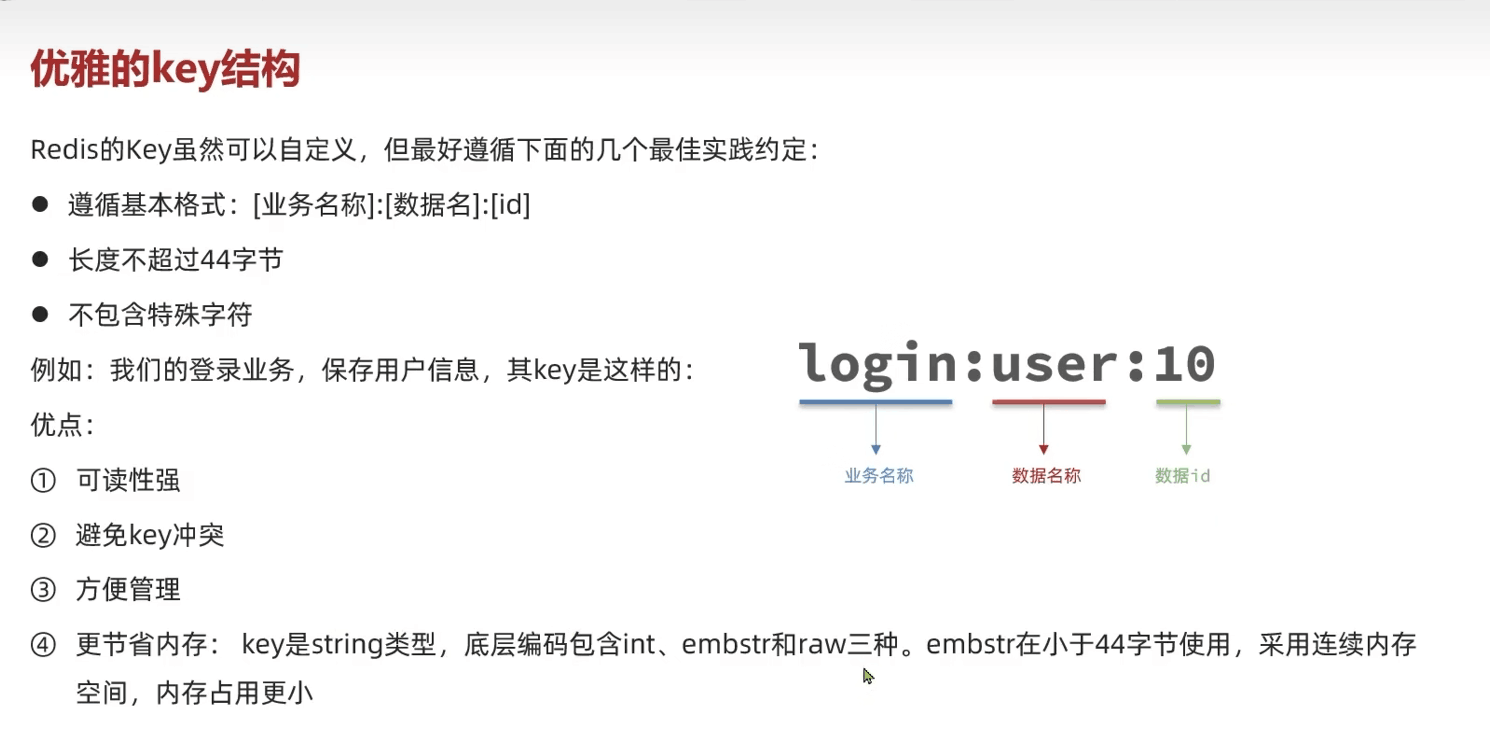 优雅的key结构
Redis的Key虽然可以自定义，但最好遵循下面的几个最佳实践约定：
● 遵循基本格式：[业务名称]:[数据名]:[id]
● 长度不超过44字节
● 不包含特殊字符
例如：我们的登录业务，保存用户信息，其key是这样的：
login:user:10
业务名称 数据名称 数据id
优点：
① 可读性强
② 避免key冲突
③ 方便管理
④ 更节省内存： key是string类型，底层编码包含int、embstr和raw三种。embstr在小于44字节使用，采用连续内存
空间，内存占用更小